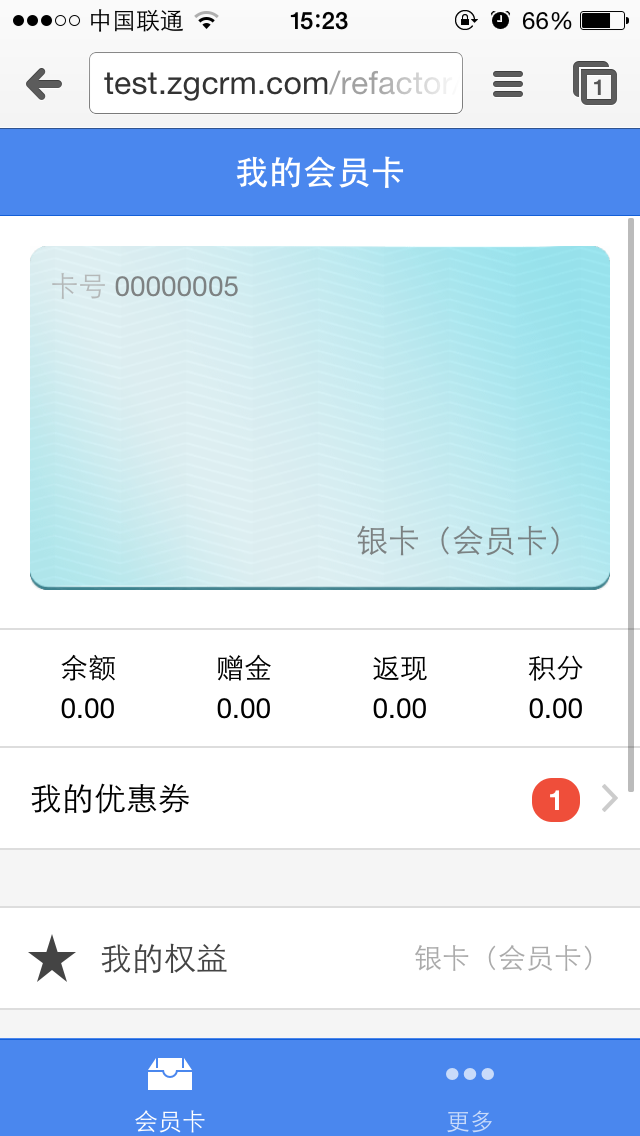 中国联通 15:23 66%
test.zgcrm.com/refactor
1
我的会员卡
卡号 00000005
银卡（会员卡）
余额 赠金 返现 积分
0.00 0.00 0.00 0.00
我的优惠券 1
我的权益 银卡（会员卡）
会员卡 更多